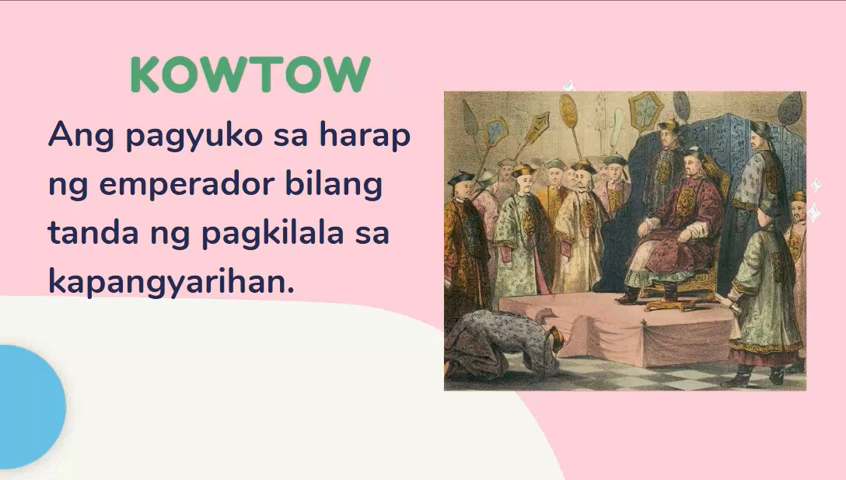 KOWTOW
Ang pagyuko sa harap
ng emperador bilang
tanda ng pagkilala sa
kapangyarihan.